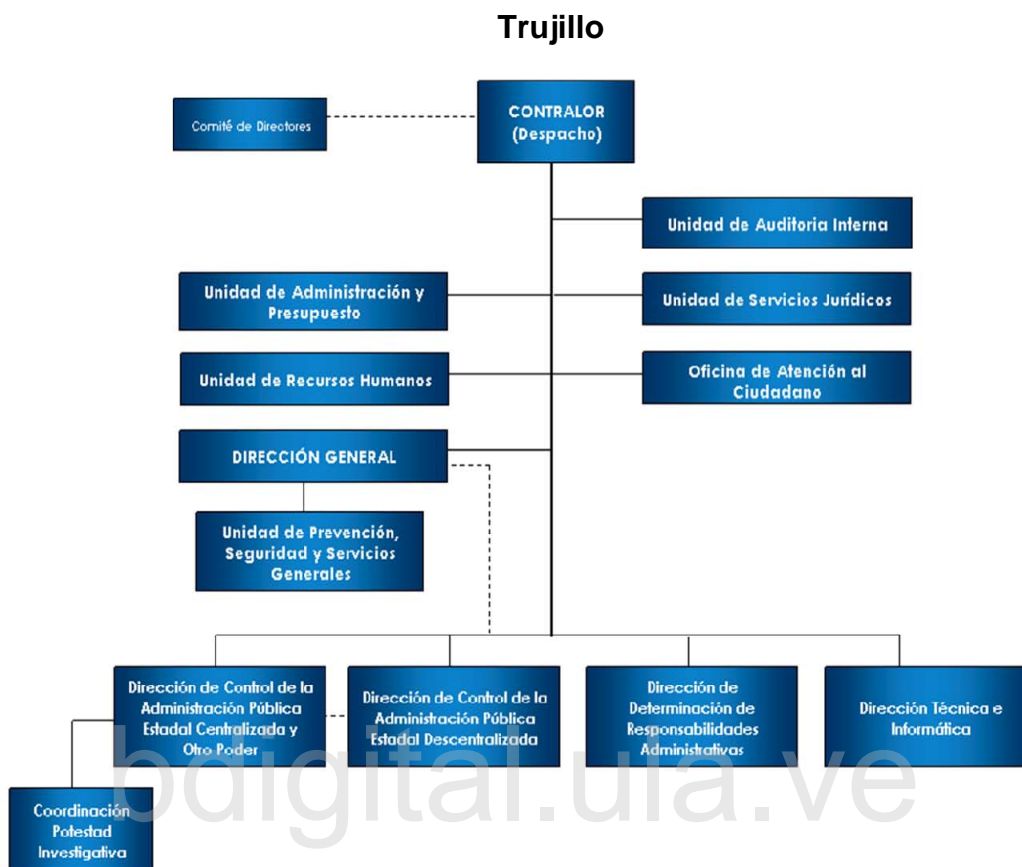 Trujillo
CONTRALOR
(Despacho)
Comité de Directores
Unidad de Auditoria Interna
Unidad de Administración y
Presupuesto
Unidad de Servicios Jurídicos
Unidad de Recursos Humanos
Oficina de Atención al
Ciudadano
DIRECCIÓN GENERAL
Unidad de Prevención,
Seguridad y Servicios
Generales
Dirección de Control de la
Administración Pública
Estadal Centralizada y
Otro Poder
Dirección de Control de la
Administración Pública
Estadal Descentralizada
Dirección de
Determinación de
Responsabilidades
Administrativas
Dirección Técnica e
Informática
bdigital.ula.ve
Coordinación
Potestad
Investigativa